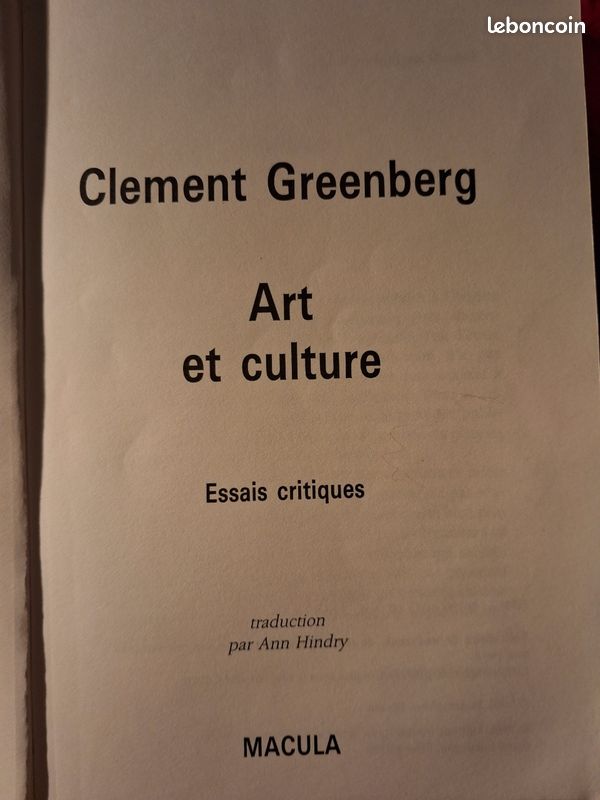 leboncoin
Clement Greenberg
Art
et culture
Essais critiques
traduction
par Ann Hindry
MACULA